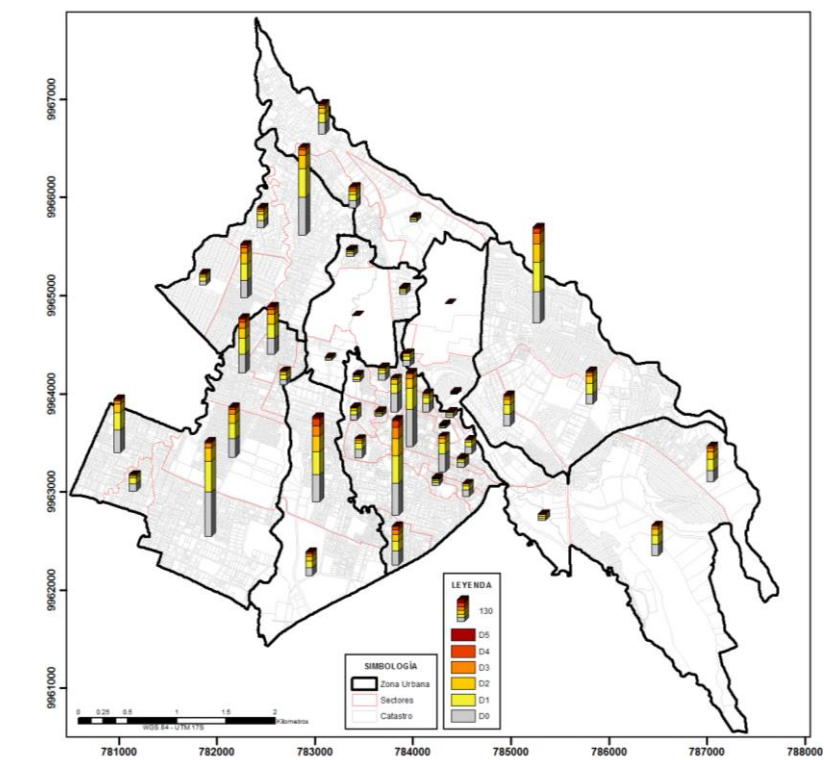 9967000
9966000
9965000
9964000
9963000
9962000
9961000
LEYENDA
130
D5
D4
D3
D2
D1
D0
SIMBOLOGÍA
Zona Urbana
Sectores
Catastro
0 0.25 0.5 1 1.5 2
Kilometros
WGS 84 - UTM 17S
781000 782000 783000 784000 785000 786000 787000 788000